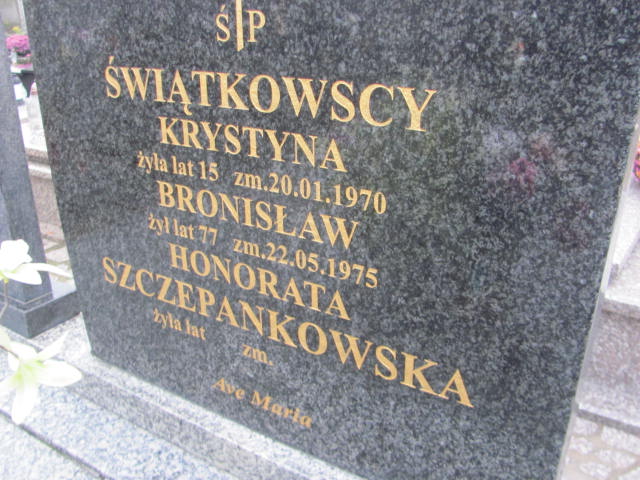 ŚP
ŚWIĄTKOWSCY
KRYSTYNA
żyła lat 15 zm.20.01.1970
BRONISŁAW
żył lat 77 zm.22.05.1975
HONORATA
SZCZEPANKOWSKA
żyła lat zm.
Ave Maria